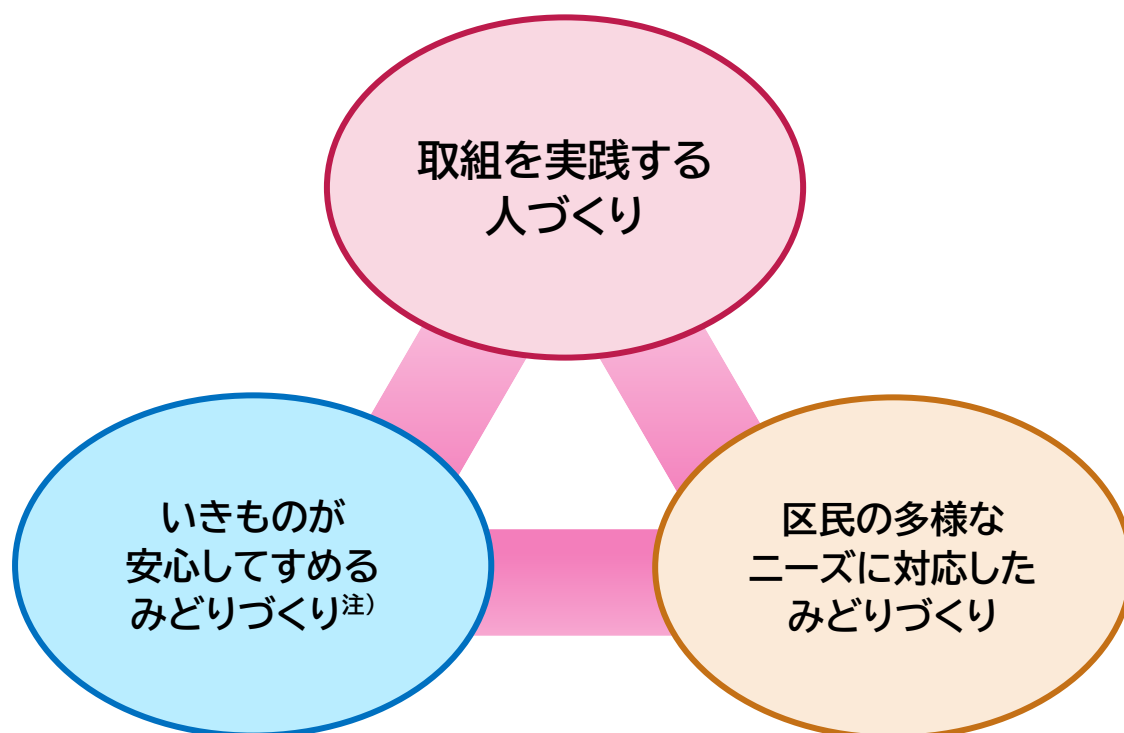 取組を実践する
人づくり
いきものが
安心してすめる
みどりづくり注）
区民の多様な
ニーズに対応した
みどりづくり